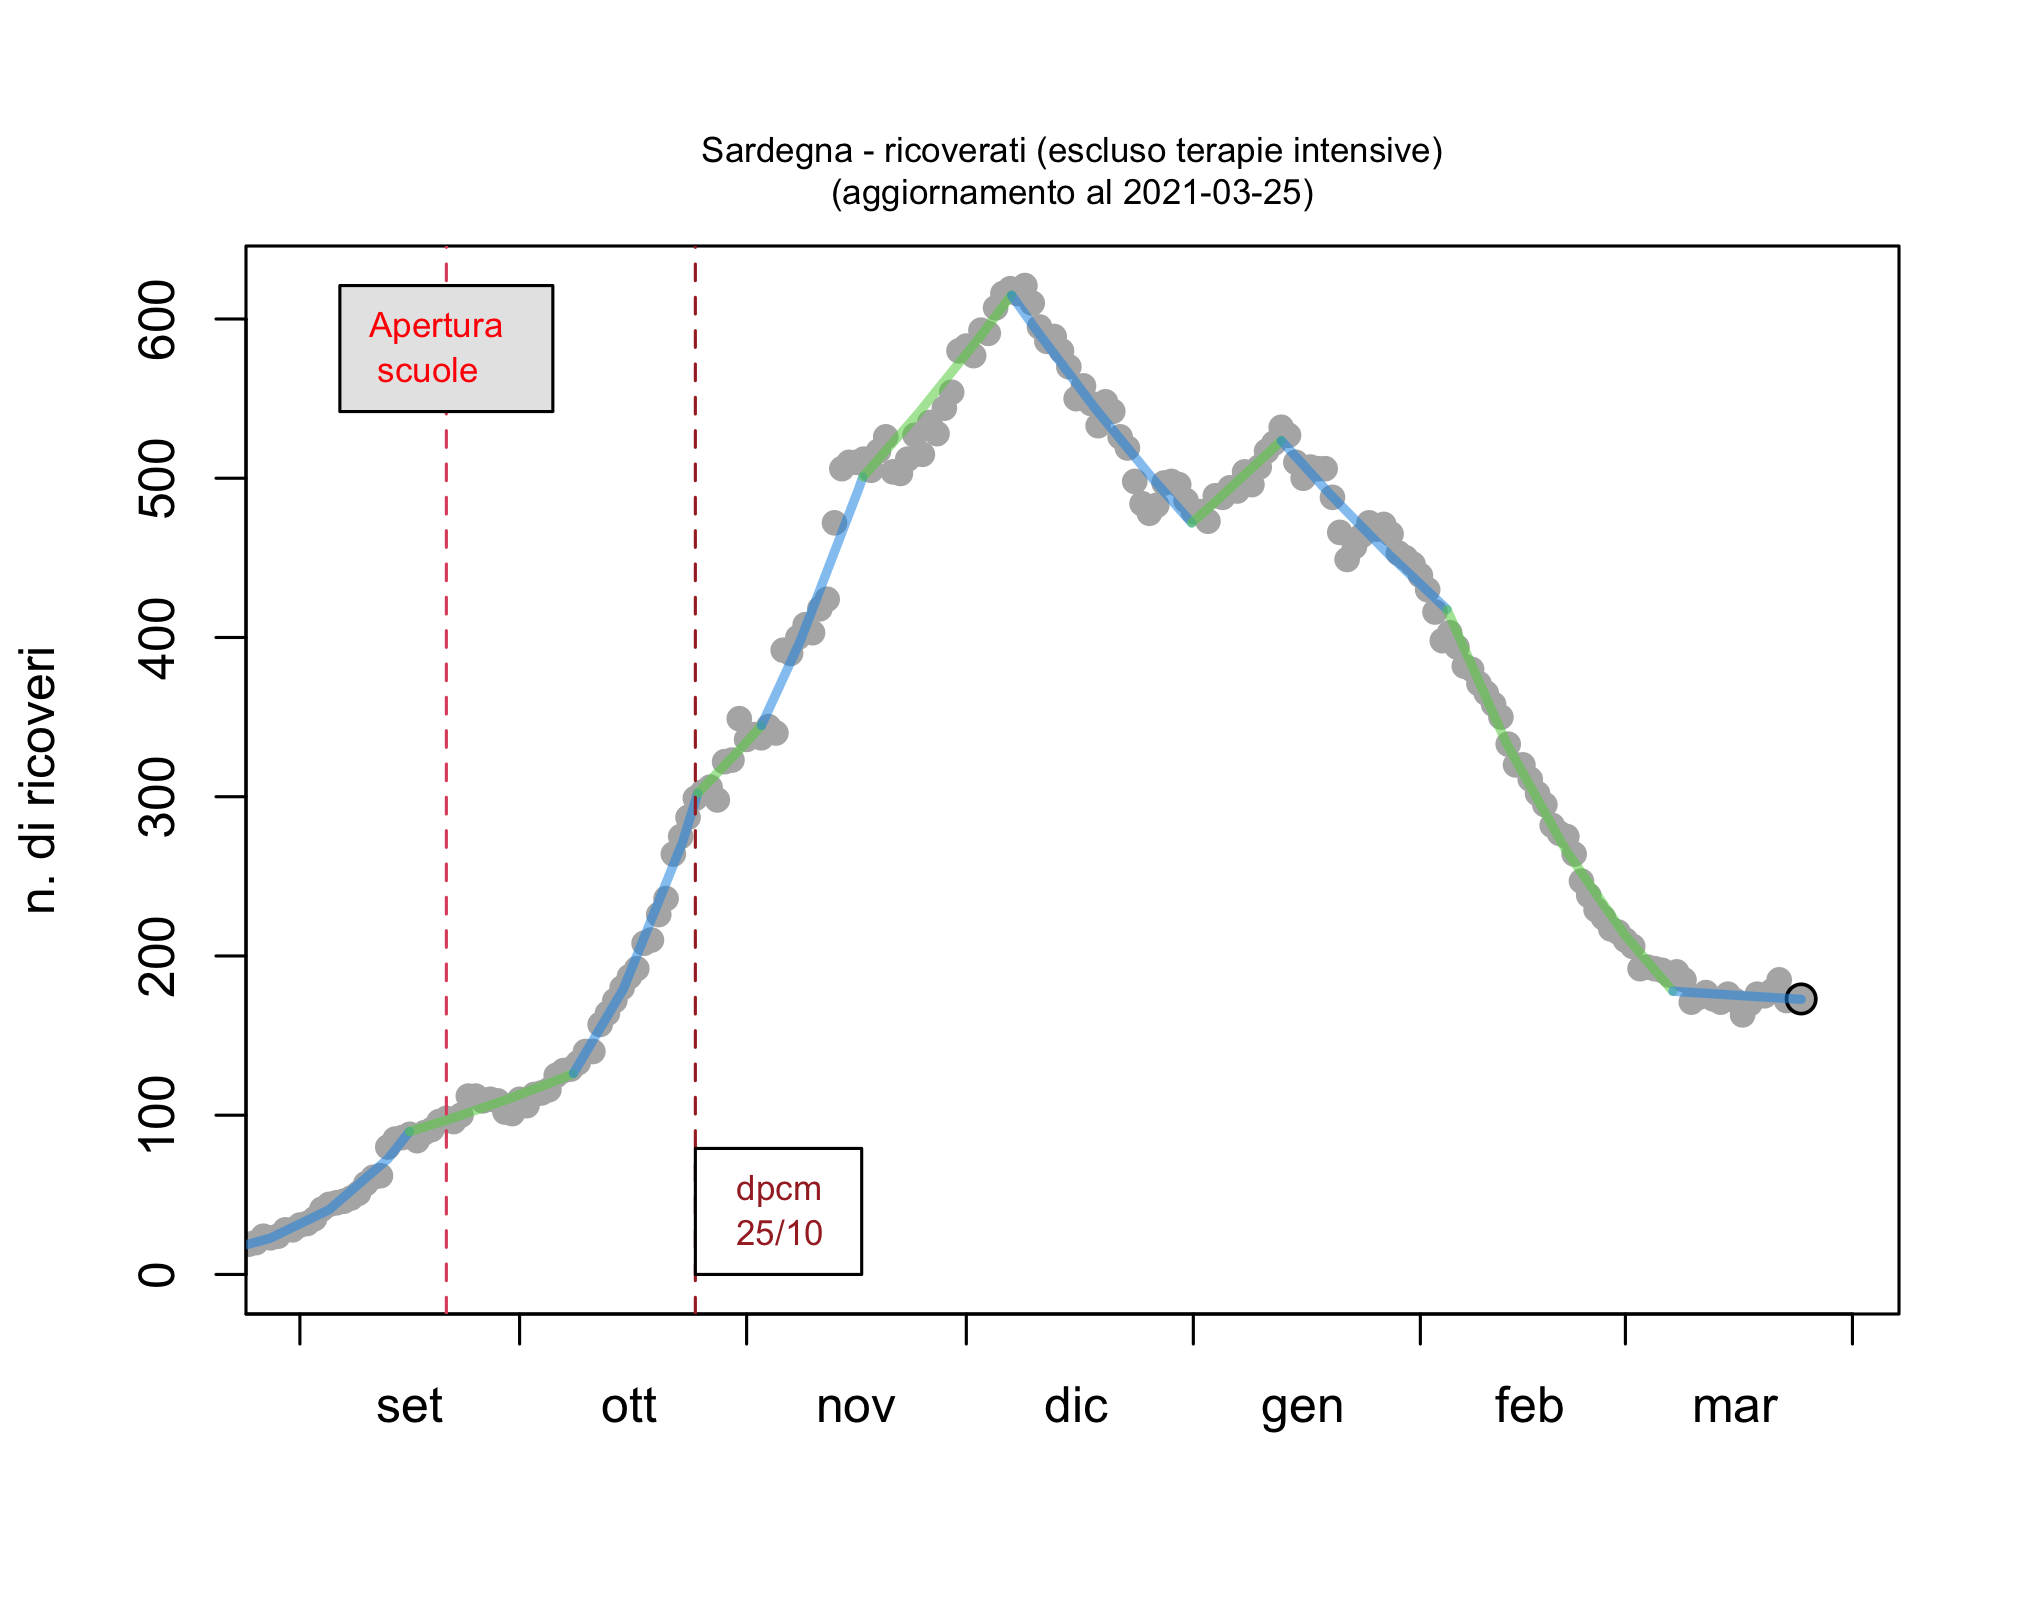 Sardegna - ricoverati (escluso terapie intensive)
(aggiornamento al 2021-03-25)
n. di ricoveri
600
500
400
300
200
100
0
Apertura
scuole
dpcm
25/10
set ott nov dic gen feb mar